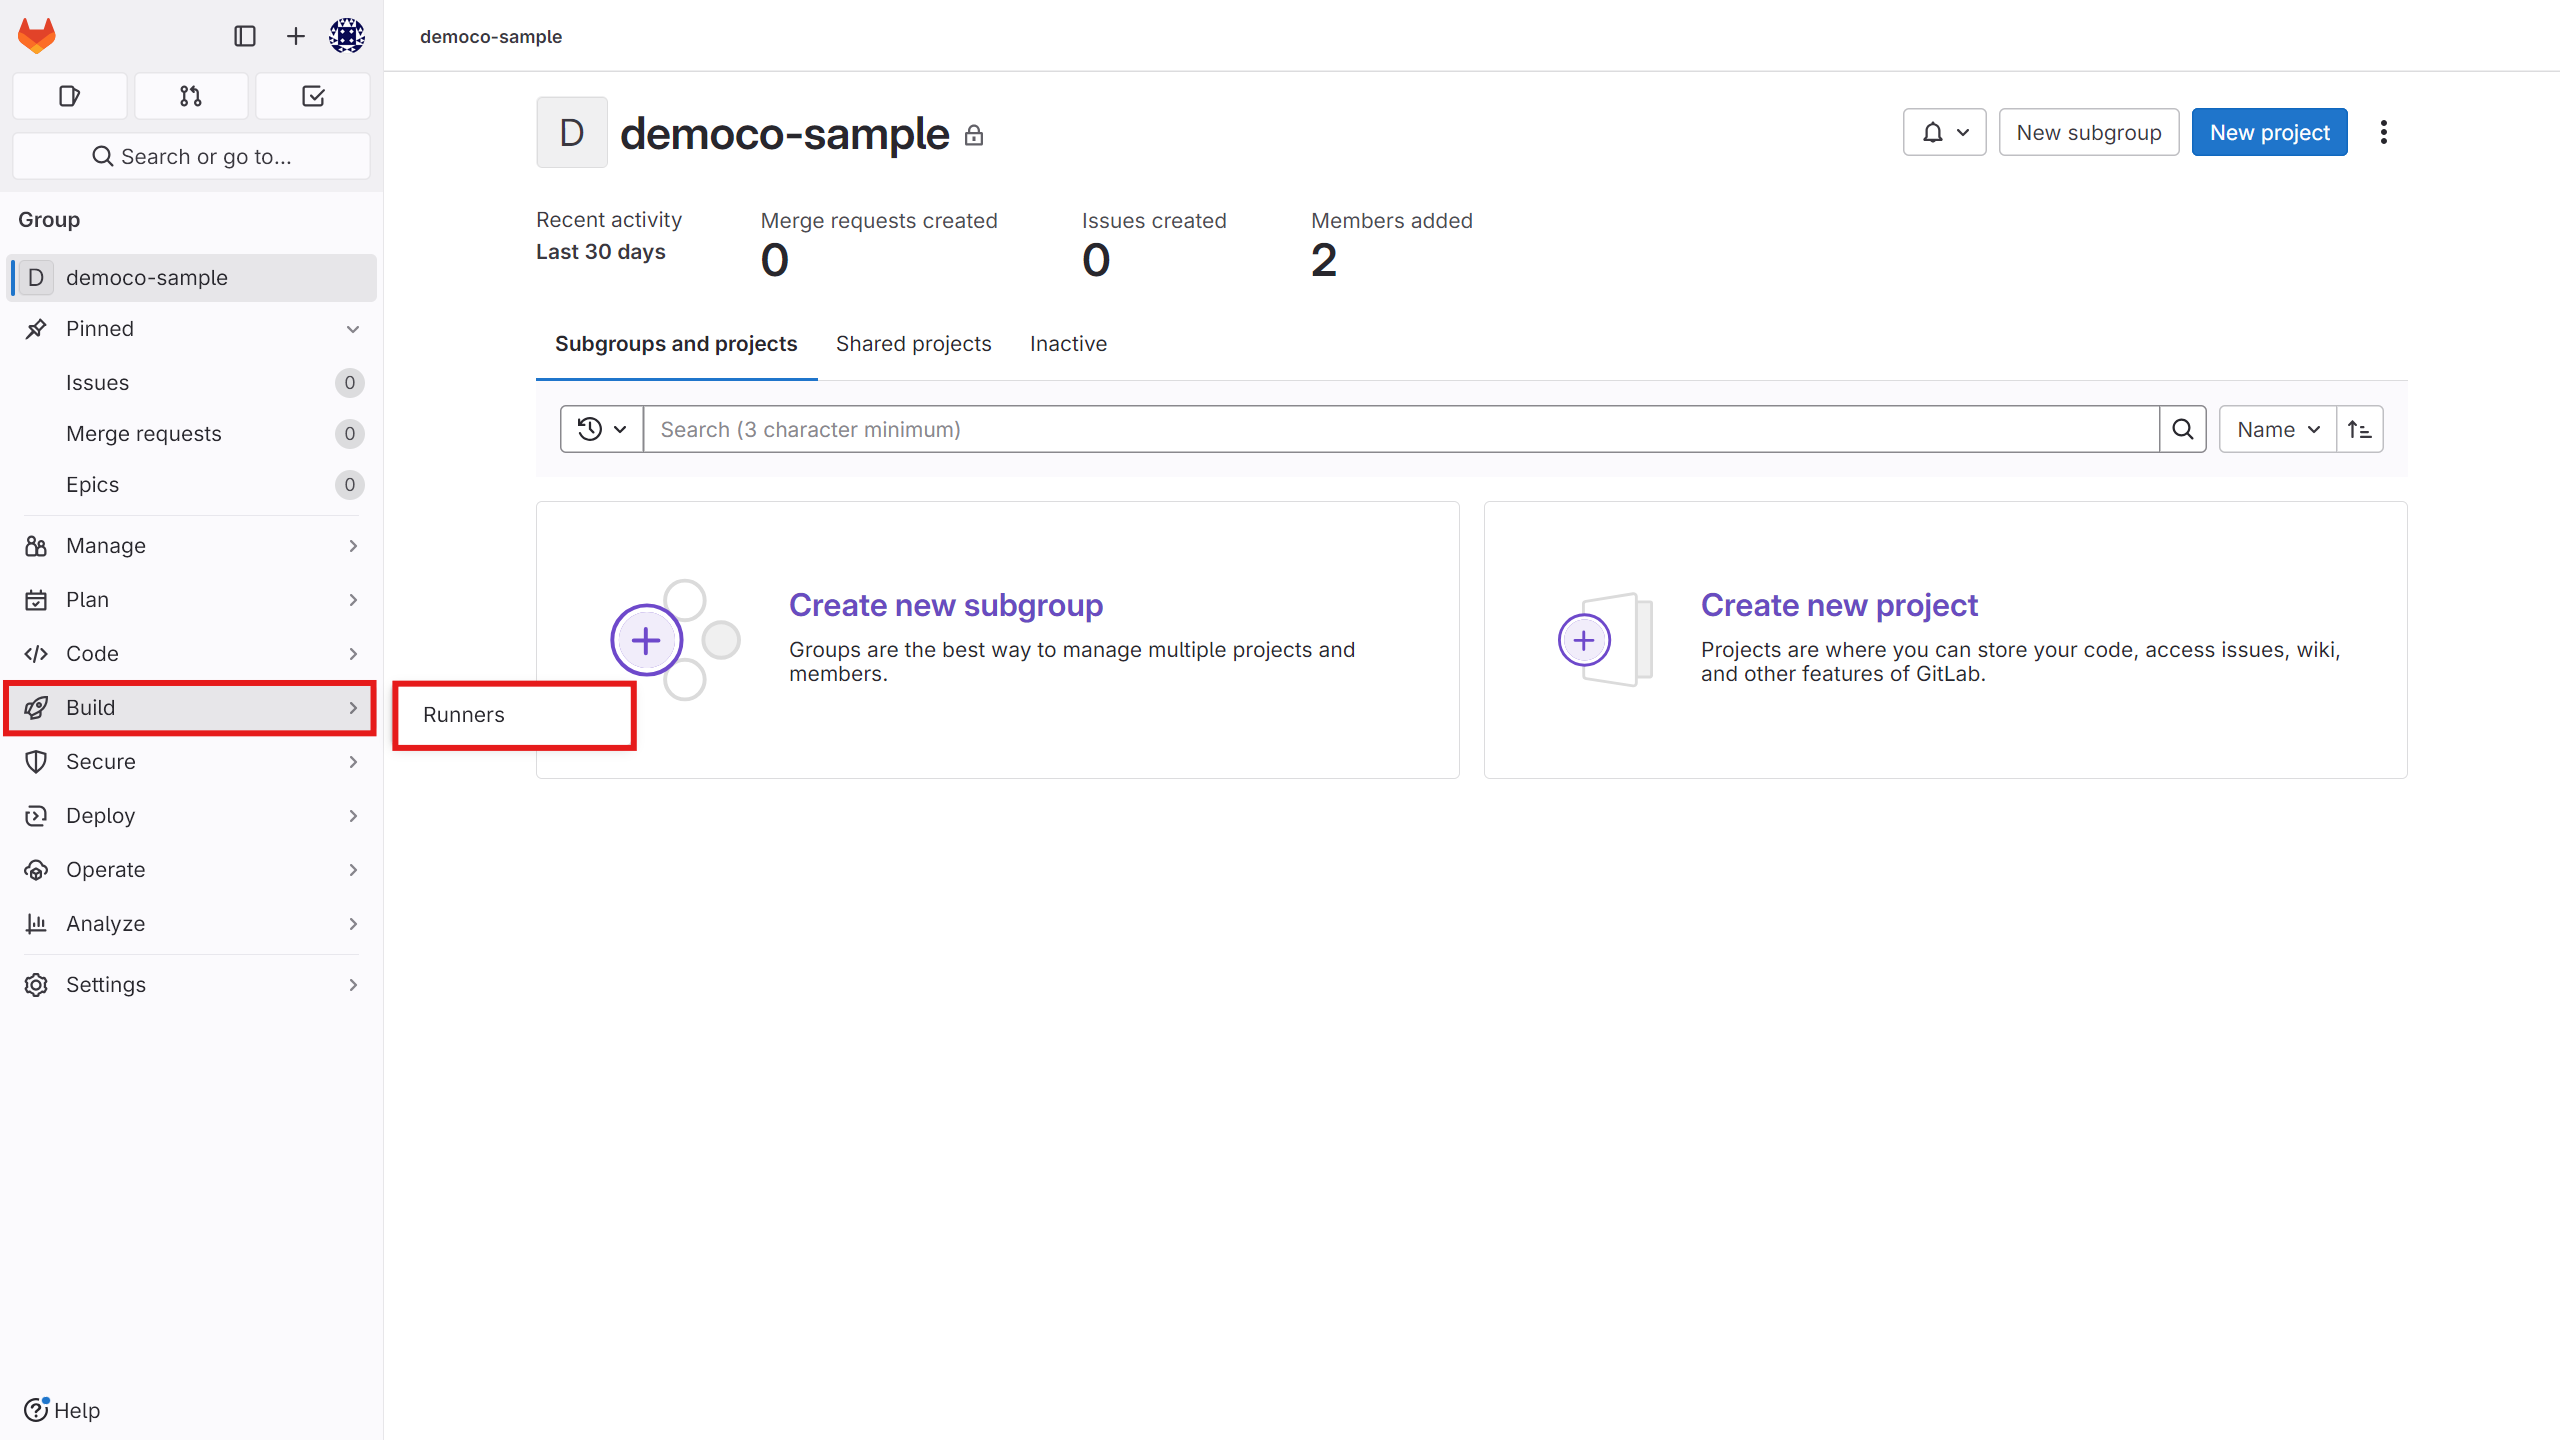 democo-sample
Search or go to...
Group
D democo-sample
Pinned
Issues 0
Merge requests 0
Epics 0
Manage
Plan
Code
Build
Secure
Deploy
Operate
Analyze
Settings
Help
Runners
D democo-sample
New subgroup
New project
Recent activity
Last 30 days
Merge requests created
0
Issues created
0
Members added
2
Subgroups and projects
Shared projects
Inactive
Search (3 character minimum)
Name
Create new subgroup
Groups are the best way to manage multiple projects and
members.
Create new project
Projects are where you can store your code, access issues, wiki,
and other features of GitLab.